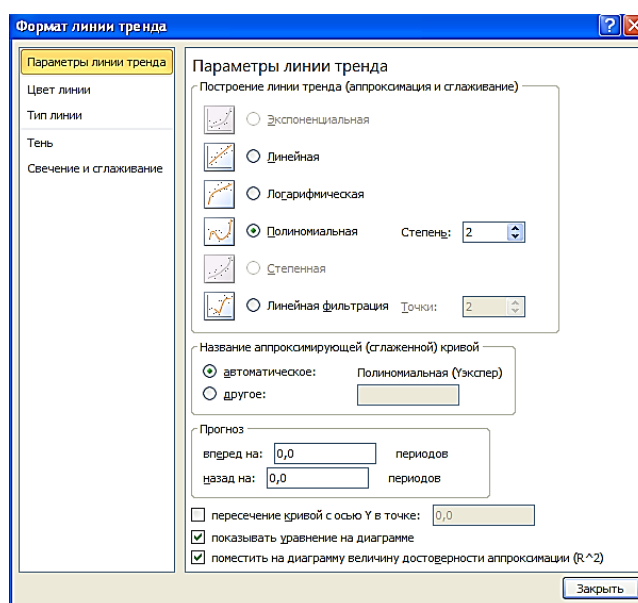 Формат линии тренда
Параметры линии тренда
Цвет линии
Тип линии
Тень
Свечение и сглаживание
Параметры линии тренда
Построение линии тренда (аппроксимация и сглаживание)
Экспоненциальная
Линейная
Логарифмическая
Полиномиальная Степень: 2
Степенная
Линейная фильтрация Точки: 2
Название аппроксимирующей (сглаженной) кривой
автоматическое: Полиномиальная (Yэкспер)
другое:
Прогноз
вперед на: 0,0 периодов
назад на: 0,0 периодов
пересечение кривой с осью Y в точке: 0,0
показывать уравнение на диаграмме
поместить на диаграмму величину достоверности аппроксимации (R^2)
Закрыть